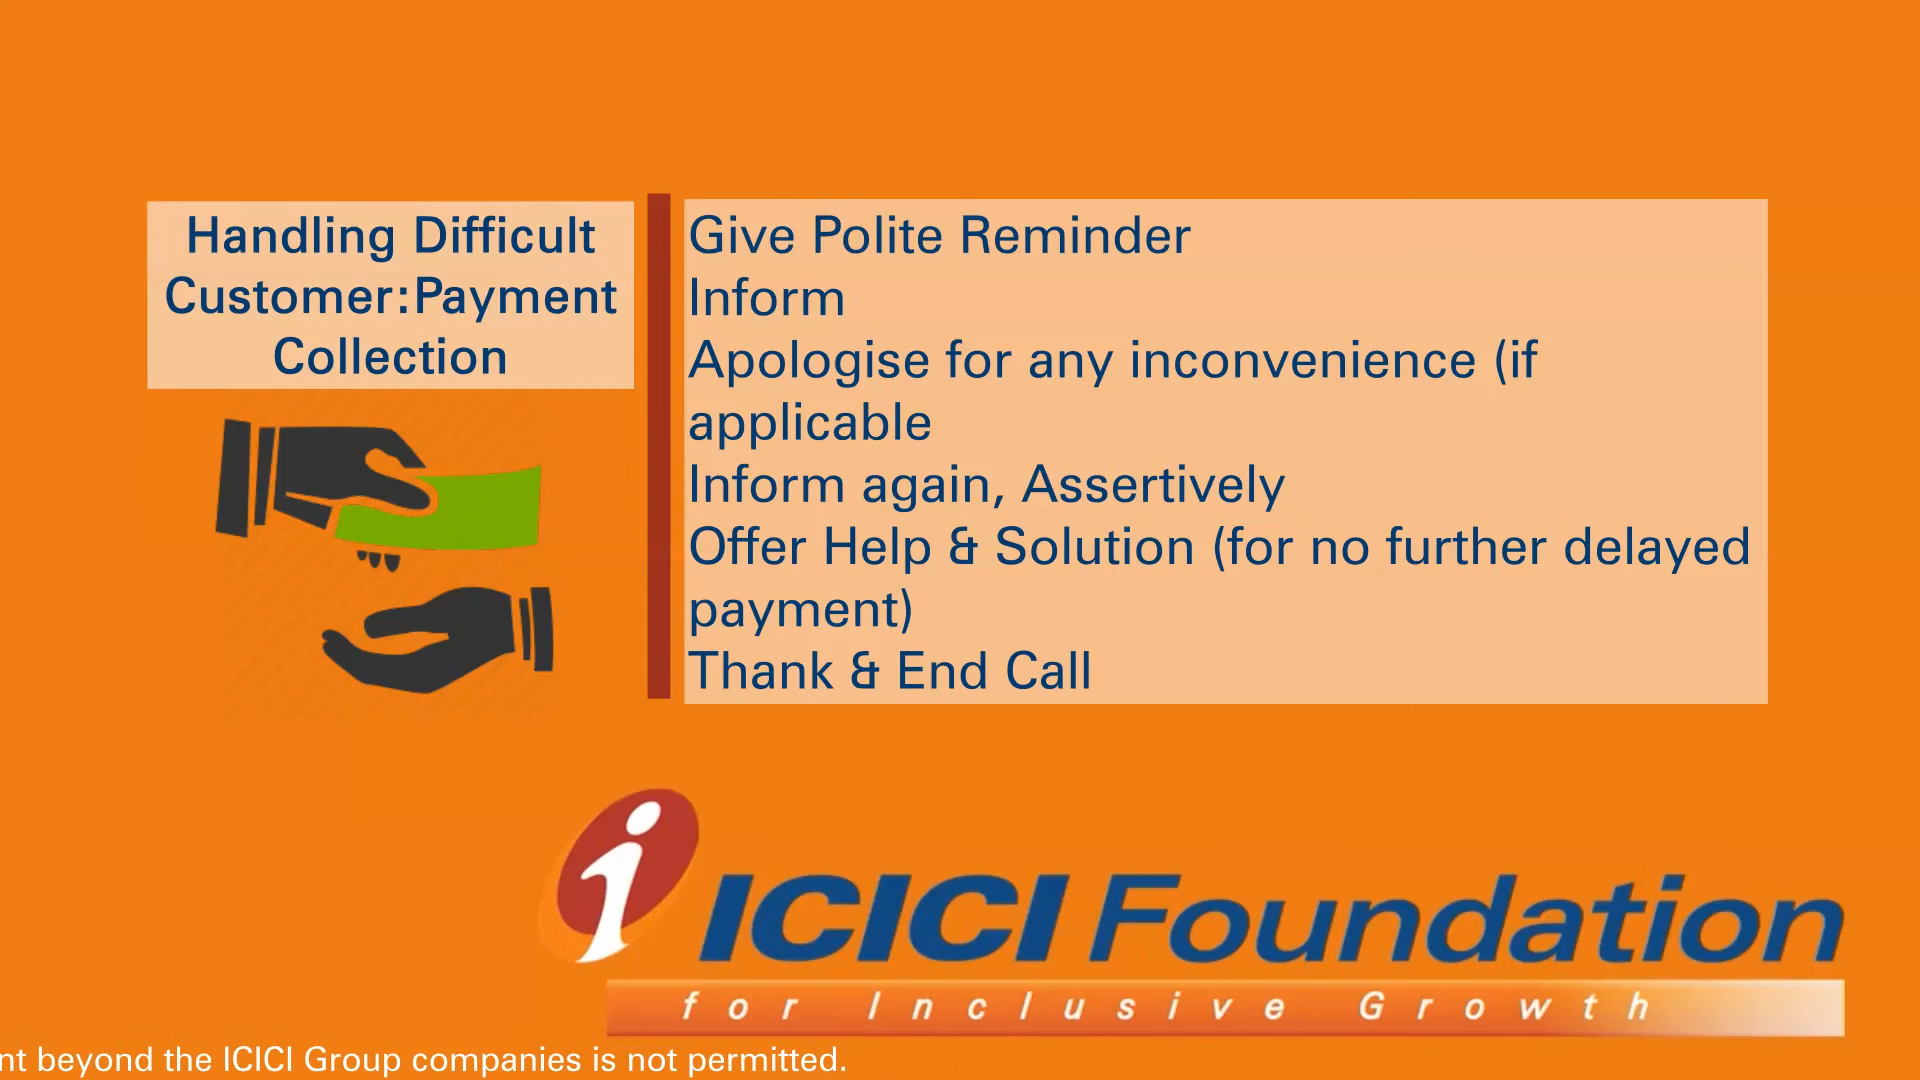 Handling Difficult
Customer:Payment
Collection
Give Polite Reminder
Inform
Apologise for any inconvenience (if
applicable
Inform again, Assertively
Offer Help & Solution (for no further delayed
payment)
Thank & End Call
i
ICICI Foundation
for Inclusive Growth
nt beyond the ICICI Group companies is not permitted.